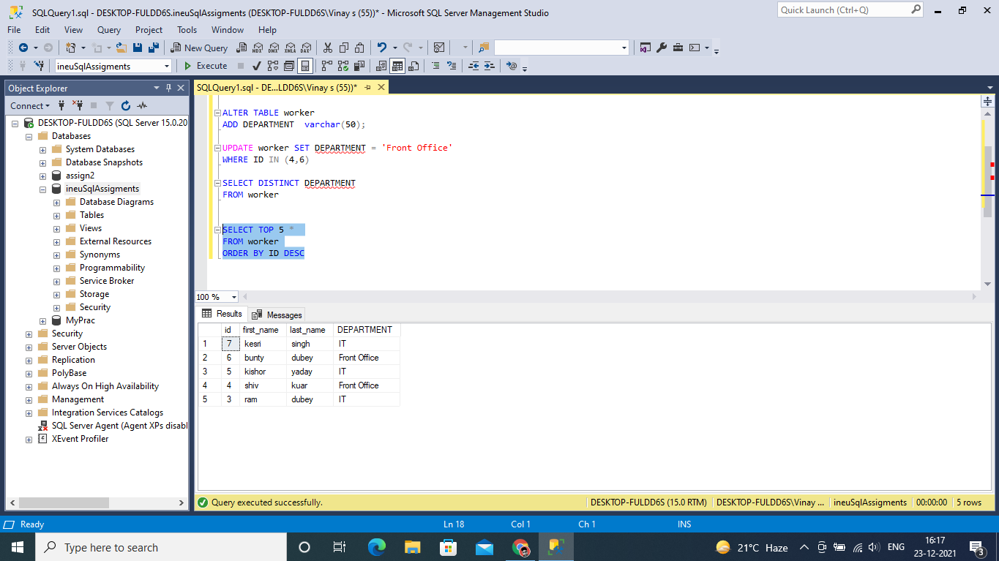 SQLQuery1.sql - DESKTOP-FULDD6S.ineuSqlAssigments (DESKTOP-FULDD6S\Vinay s (55))* - Microsoft SQL Server Management Studio
Quick Launch (Ctrl+Q)
File Edit View Query Project Tools Window Help
New Query MDX DMX XMLA DAX
ineuSqlAssigments Execute
Object Explorer
SQLQuery1.sql - DE...LDD6S\Vinay s (55))*
Connect
DESKTOP-FULDD6S (SQL Server 15.0.20
Databases
System Databases
Database Snapshots
assign2
ineuSqlAssigments
Database Diagrams
Tables
Views
External Resources
Synonyms
Programmability
Service Broker
Storage
Security
MyPrac
Security
Server Objects
Replication
PolyBase
Always On High Availability
Management
Integration Services Catalogs
SQL Server Agent (Agent XPs disabl
XEvent Profiler
ALTER TABLE worker
ADD DEPARTMENT varchar(50);
UPDATE worker SET DEPARTMENT = 'Front Office'
WHERE ID IN (4,6)
SELECT DISTINCT DEPARTMENT
FROM worker
SELECT TOP 5 *
FROM worker
ORDER BY ID DESC
100 %
Results Messages
id first_name last_name DEPARTMENT
1 7 kesri singh IT
2 6 bunty dubey Front Office
3 5 kishor yaday IT
4 4 shiv kuar Front Office
5 3 ram dubey IT
Query executed successfully. DESKTOP-FULDD6S (15.0 RTM) DESKTOP-FULDD6S\Vinay ... ineuSqlAssigments 00:00:00 5 rows
Ready Ln 18 Col 1 Ch 1 INS
Type here to search
21°C Haze ENG
16:17
23-12-2021
3